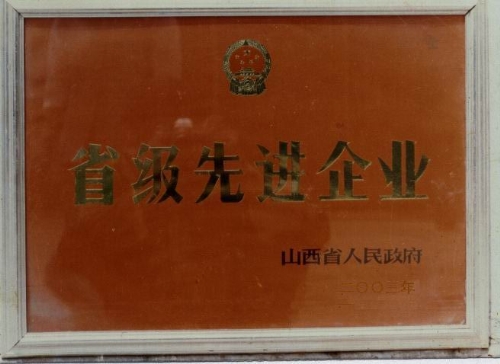 省级先进企业
山西省人民政府
二〇〇三年